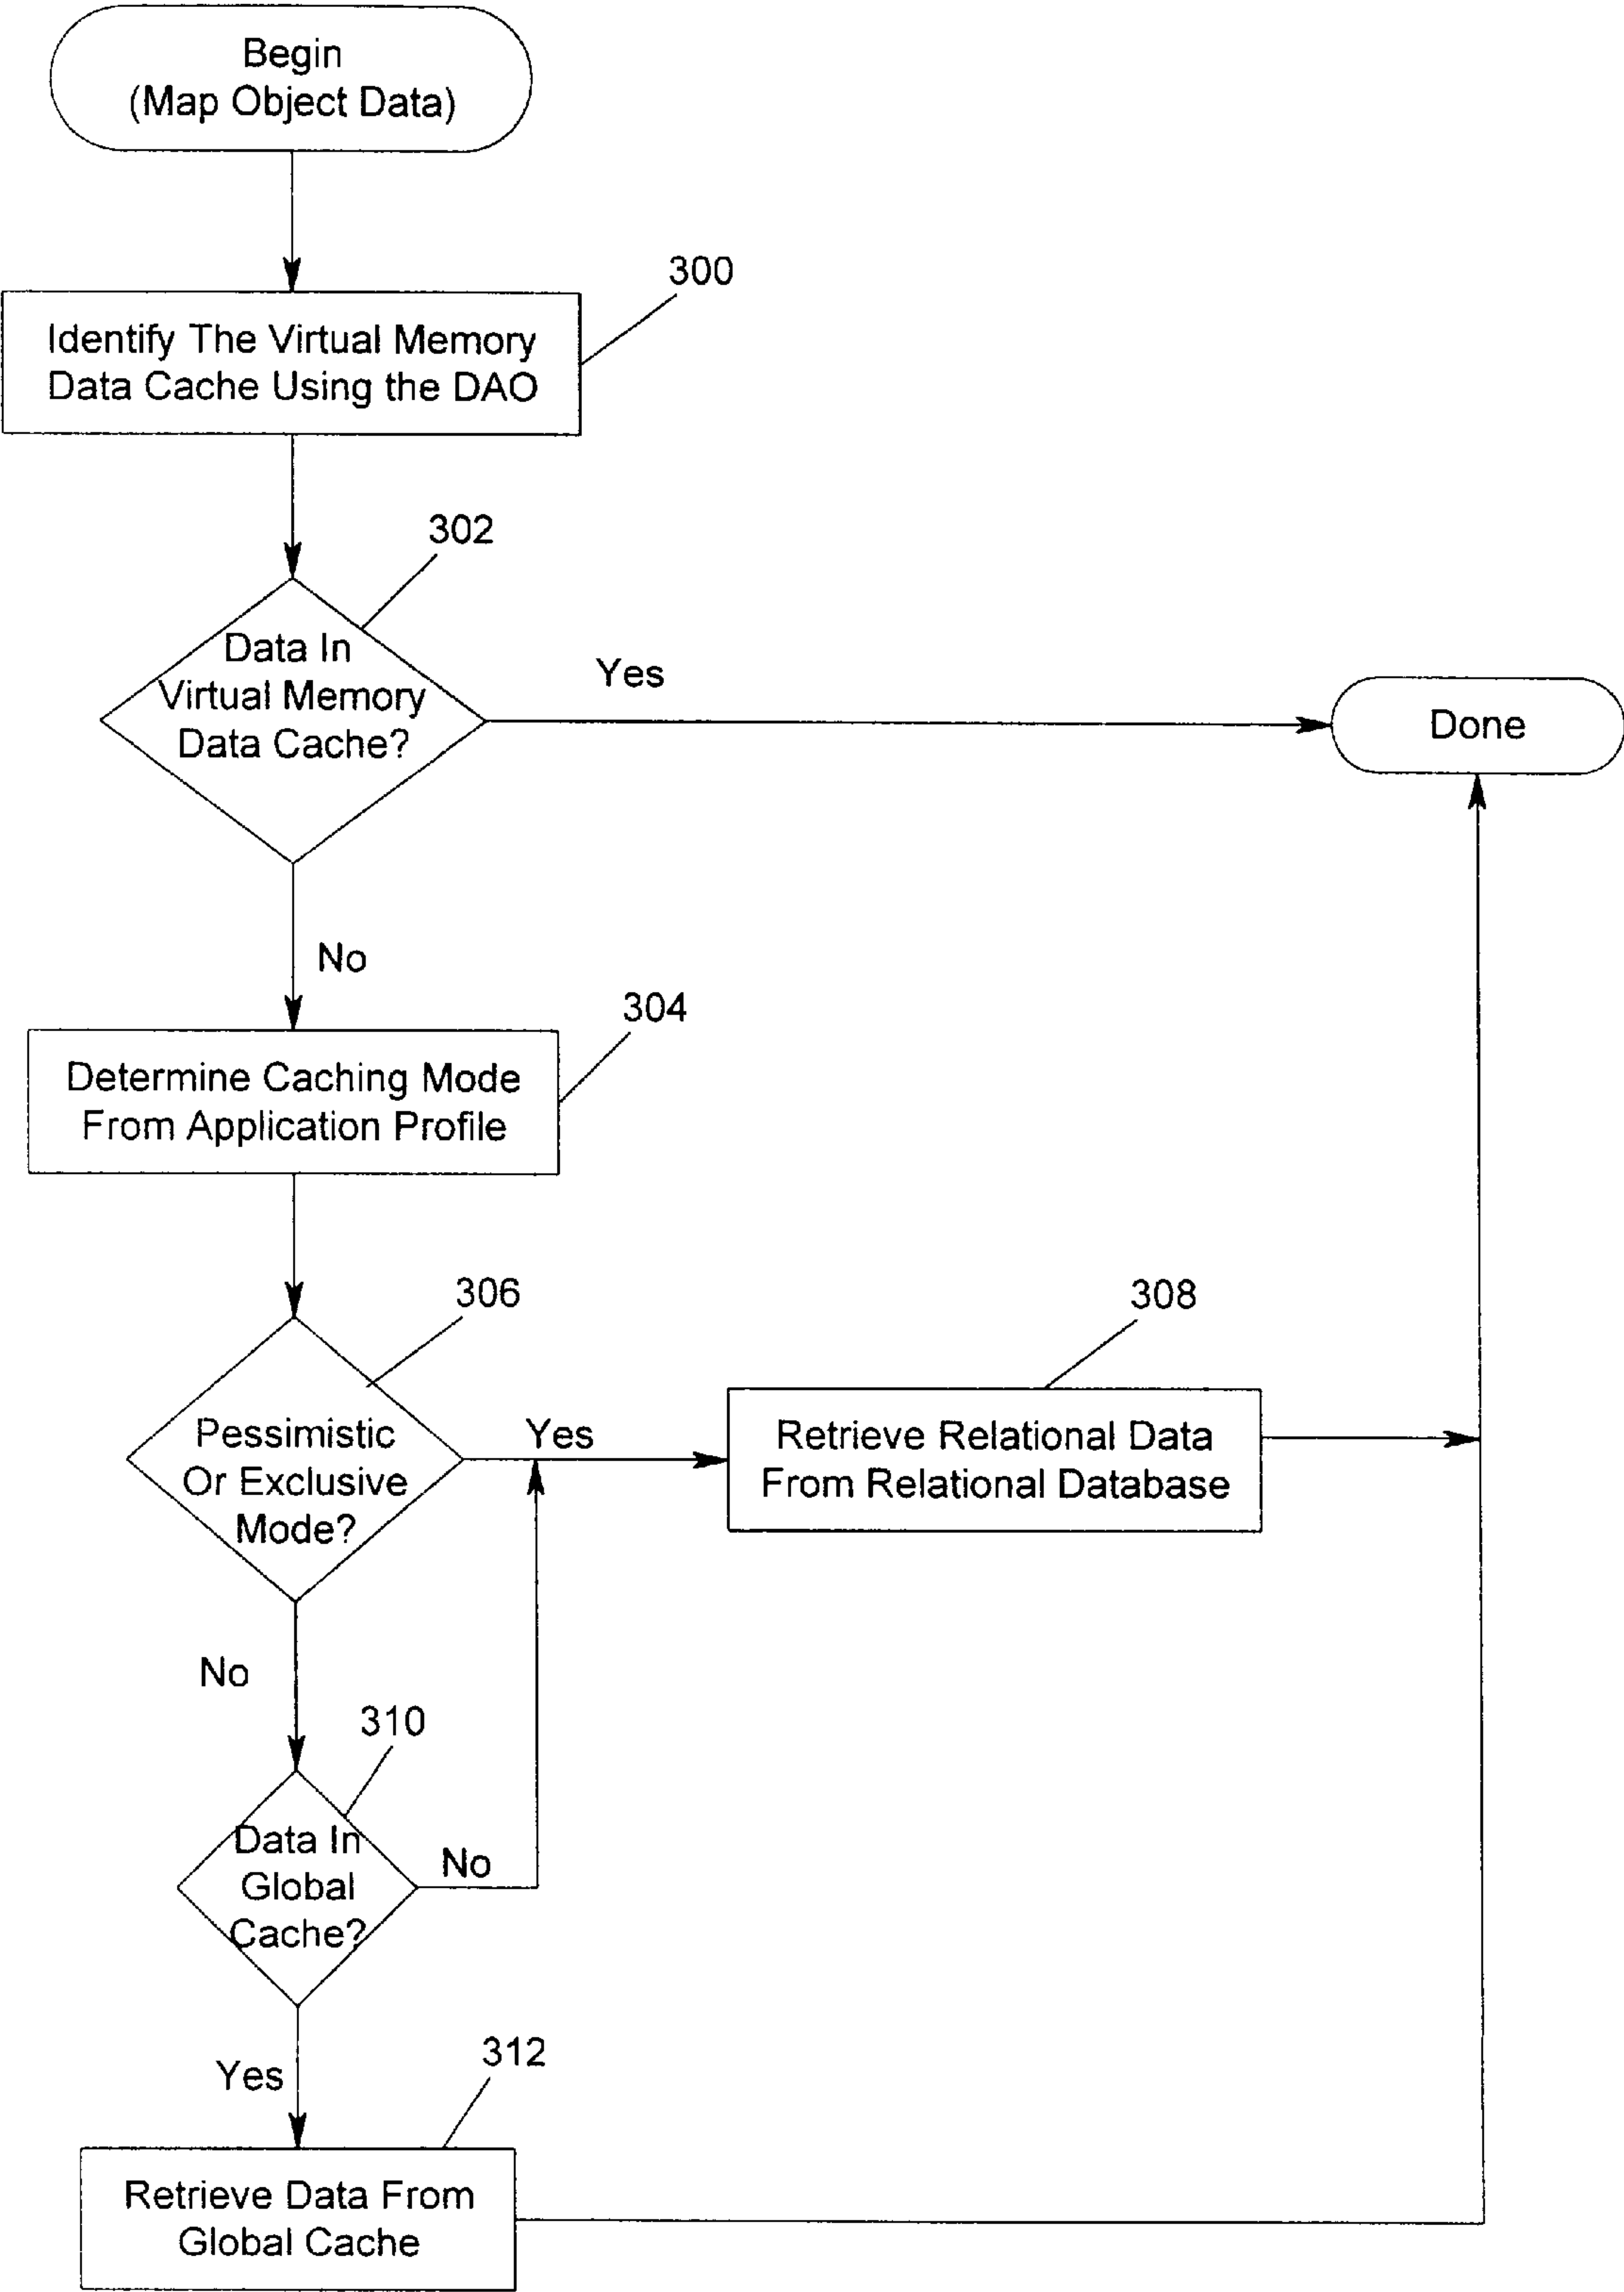 Begin
(Map Object Data)
300
Identify The Virtual Memory
Data Cache Using the DAO
302
Data In
Virtual Memory
Data Cache?
Yes
Done
No
304
Determine Caching Mode
From Application Profile
306
Pessimistic
Or Exclusive
Mode?
Yes
308
Retrieve Relational Data
From Relational Database
No
310
Data In
Global
Cache?
No
Yes
312
Retrieve Data From
Global Cache